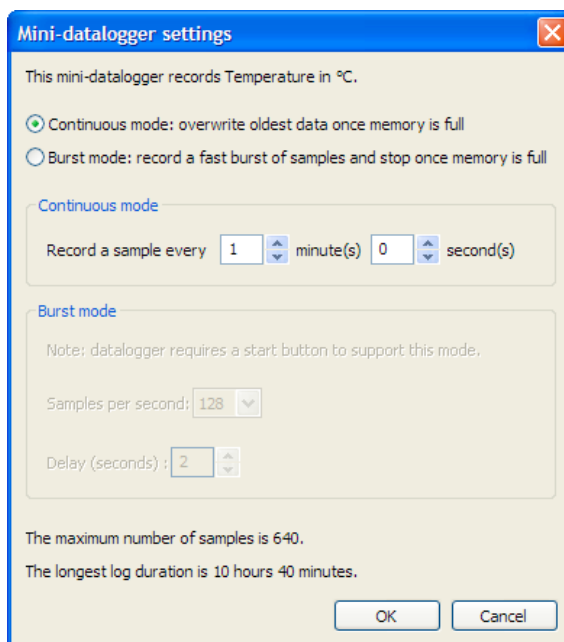 Mini-datalogger settings
This mini-datalogger records Temperature in °C.
Continuous mode: overwrite oldest data once memory is full
Burst mode: record a fast burst of samples and stop once memory is full
Continuous mode
Record a sample every 1 minute(s) 0 second(s)
Burst mode
Note: datalogger requires a start button to support this mode.
Samples per second: 128
Delay (seconds) : 2
The maximum number of samples is 640.
The longest log duration is 10 hours 40 minutes.
OK Cancel